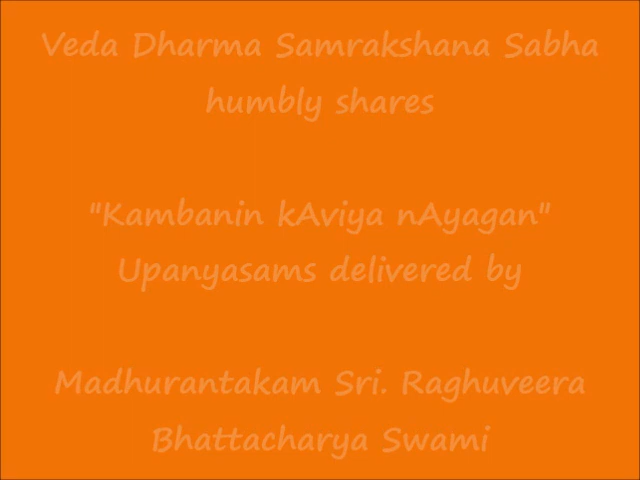 Veda Dharma Samrakshana Sabha
humbly shares
"Kambanin kAviya nAyagan"
Upanyasams delivered by
Madhurantakam Sri. Raghuveera
Bhattacharya Swami